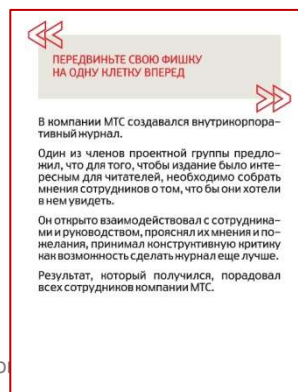 ПЕРЕДВИНЬТЕ СВОЮ ФИШКУ
НА ОДНУ КЛЕТКУ ВПЕРЕД
В компании МТС создавался внутрикорпора-
тивный журнал.
Один из членов проектной группы предло-
жил, что для того, чтобы издание было инте-
ресным для читателей, необходимо собрать
мнения сотрудников о том, что бы они хотели
в нем увидеть.
Он открыто взаимодействовал с сотрудника-
ми и руководством, прояснял их мнения и по-
желания, принимал конструктивную критику
как возможность сделать журнал еще лучше.
Результат, который получился, порадовал
всех сотрудников компании МТС.